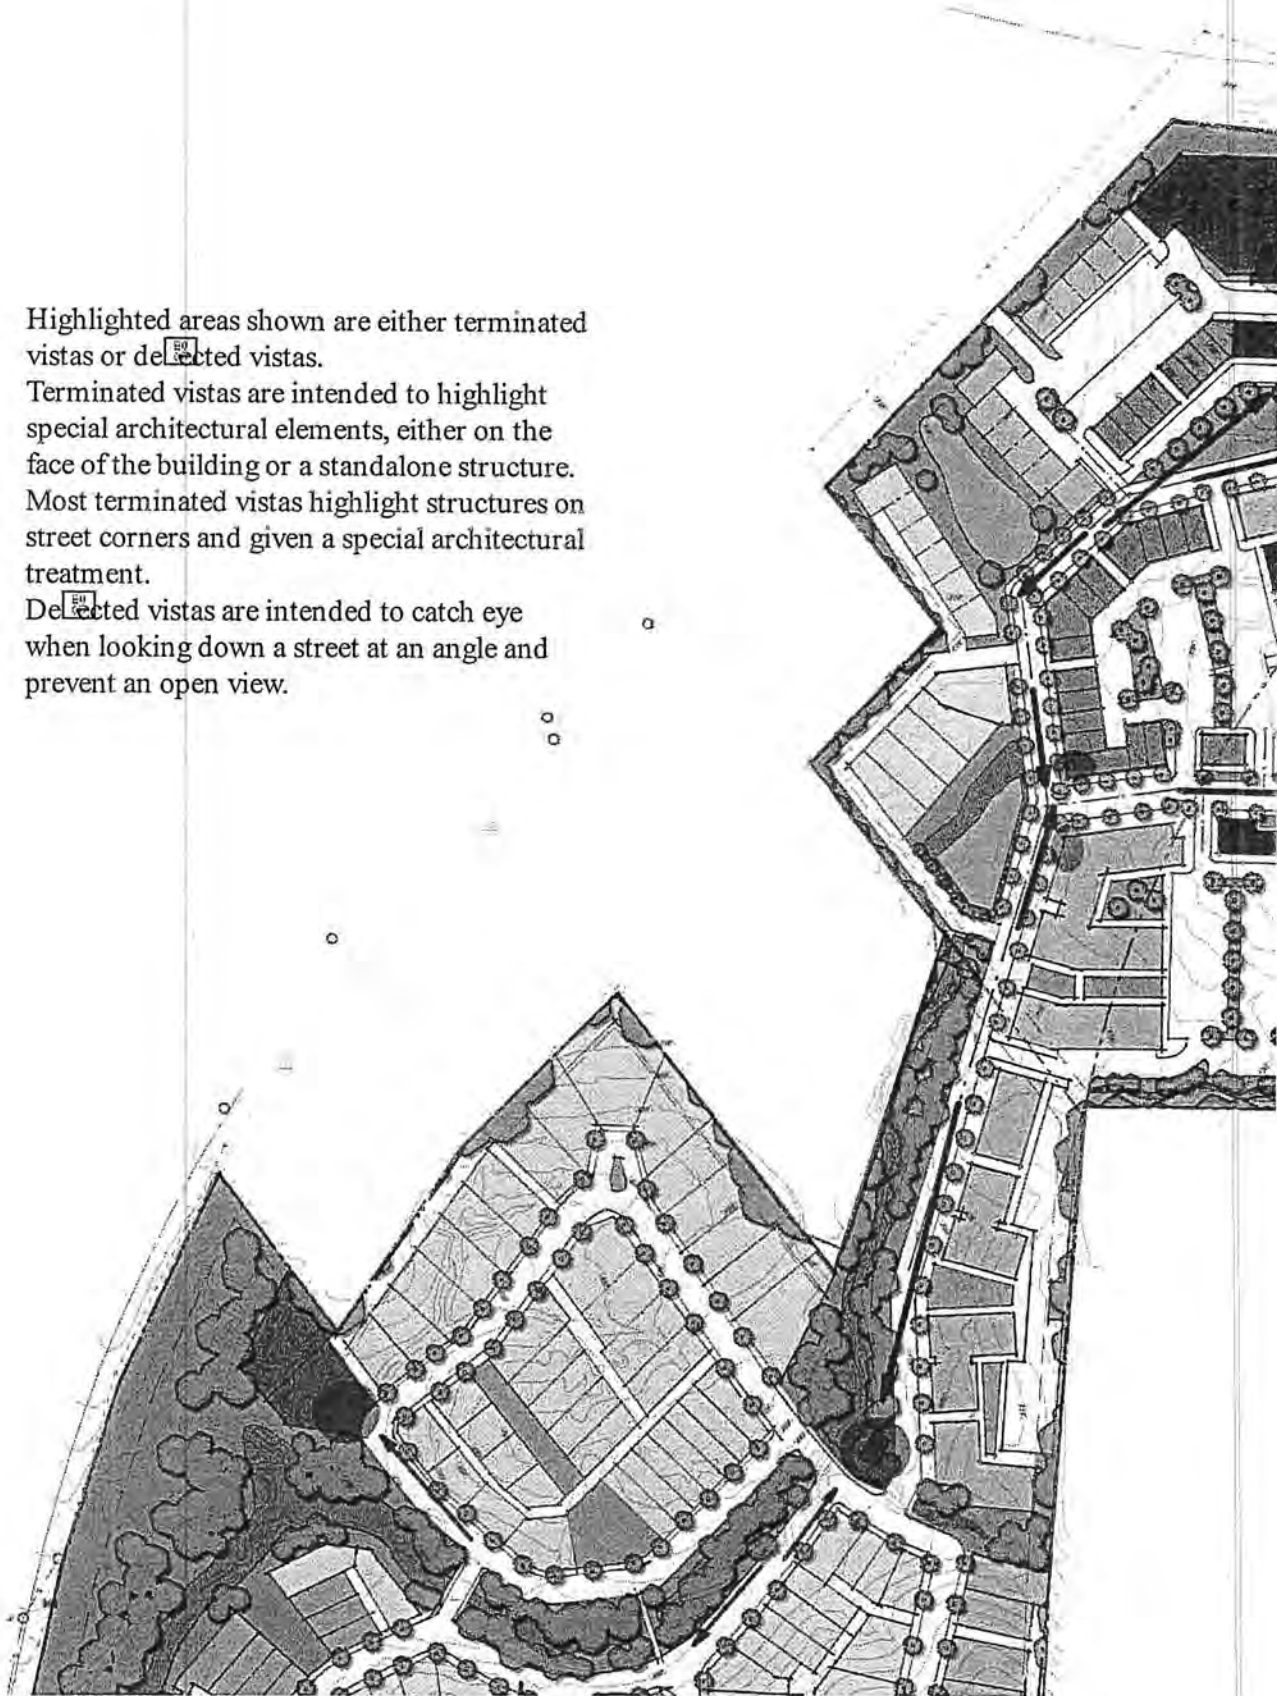 Highlighted areas shown are either terminated
vistas or de ected vistas.
Terminated vistas are intended to highlight
special architectural elements, either on the
face of the building or a standalone structure.
Most terminated vistas highlight structures on
street corners and given a special architectural
treatment.
De ected vistas are intended to catch eye
when looking down a street at an angle and
prevent an open view.